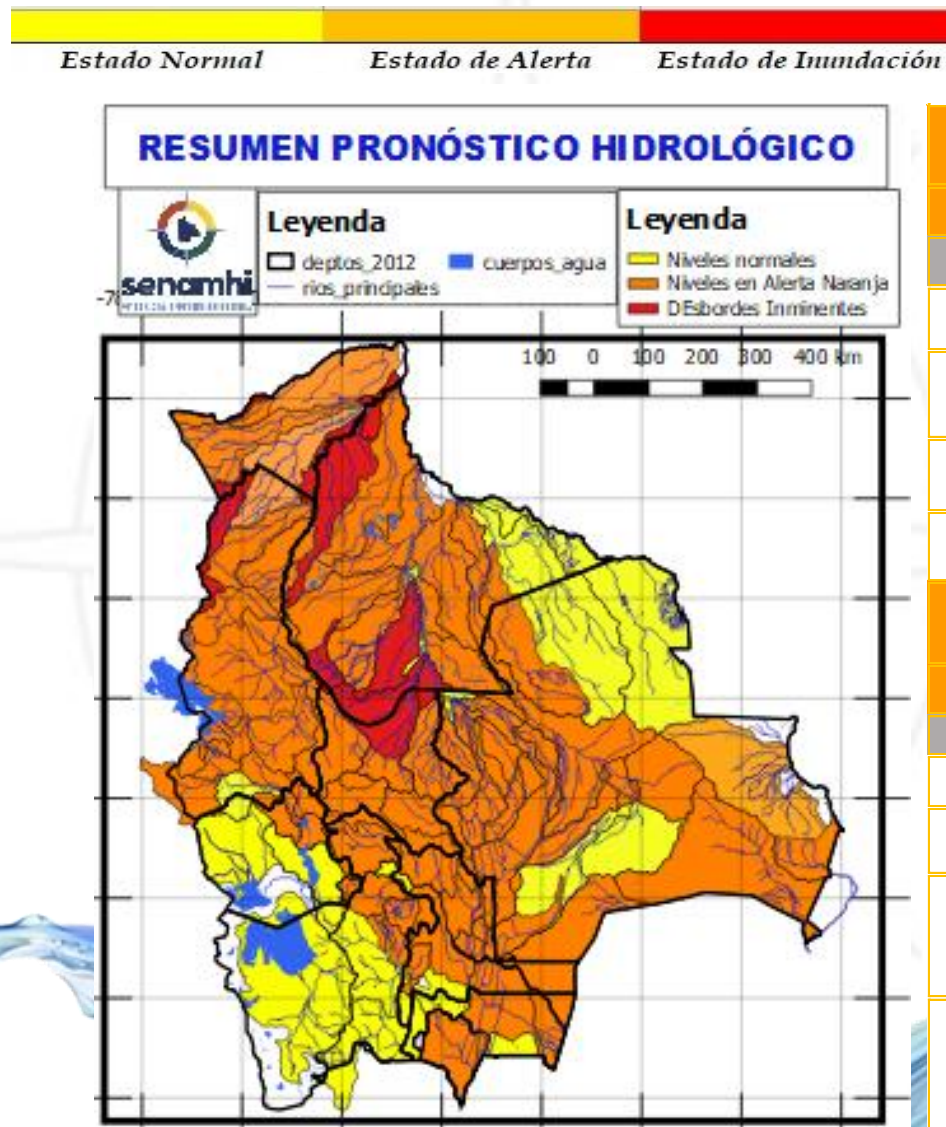 Estado Normal Estado de Alerta Estado de Inundación
RESUMEN PRONÓSTICO HIDROLÓGICO
senamhi
Leyenda
deptos_2012 cuerpos_agua
rios_principales
Leyenda
Niveles normales
Niveles en Alerta Naranja
DEsbordes Inminentes
100 0 100 200 300 400 km